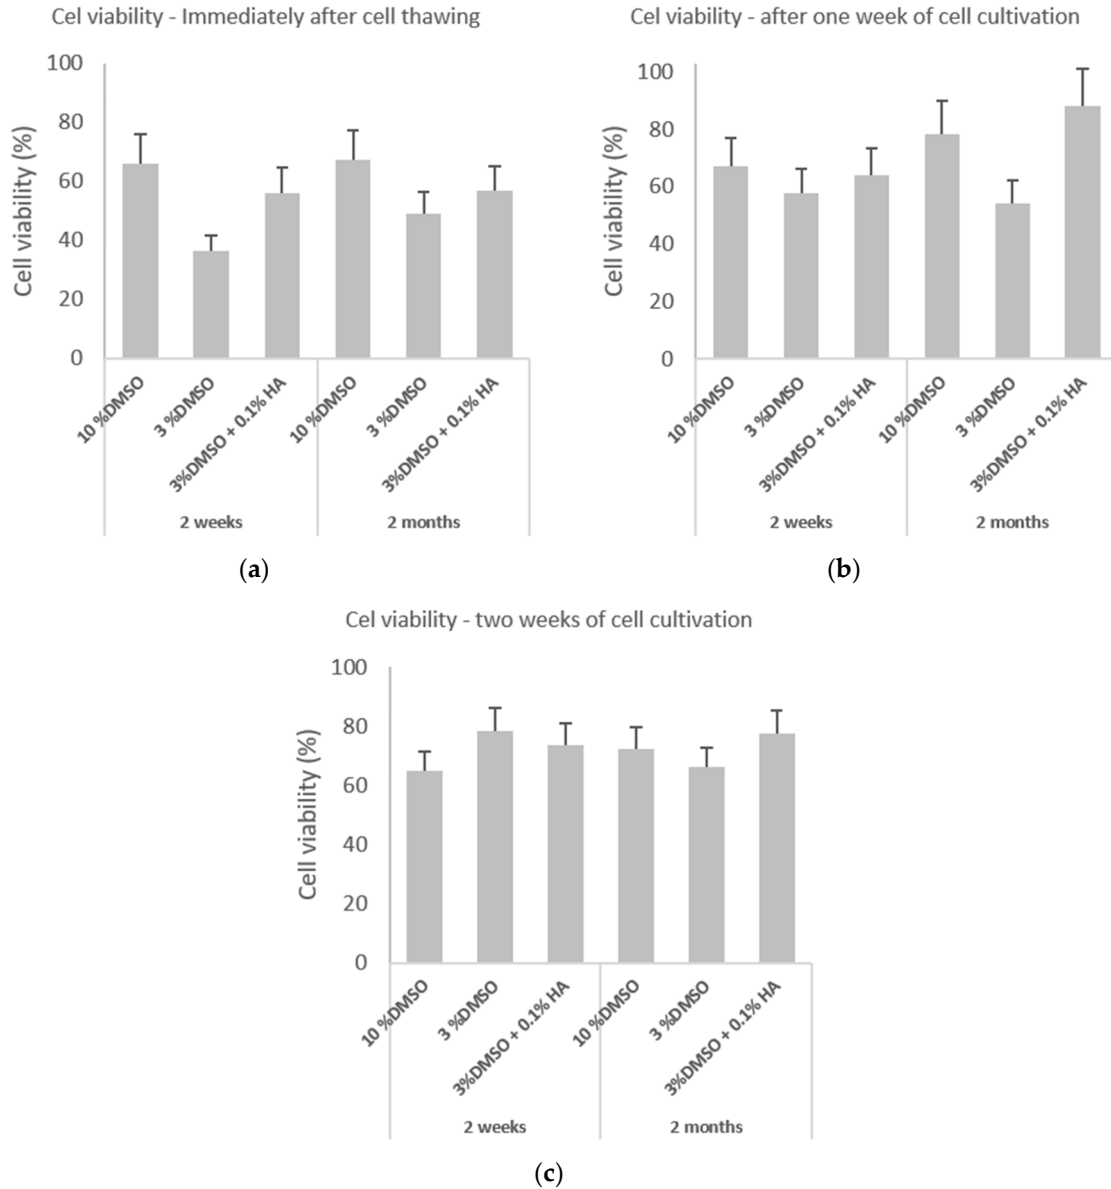 Cel viability - Immediately after cell thawing
Cell viability (%)
100
80
60
40
20
0
10 %DMSO
3 %DMSO
3%DMSO + 0.1% HA
10 %DMSO
3 %DMSO
3%DMSO + 0.1% HA
2 weeks
2 months
(a)
Cel viability - after one week of cell cultivation
Cell viability (%)
100
80
60
40
20
0
10 %DMSO
3 %DMSO
3%DMSO + 0.1% HA
10 %DMSO
3 %DMSO
3%DMSO + 0.1% HA
2 weeks
2 months
(b)
Cel viability - two weeks of cell cultivation
Cell viability (%)
100
80
60
40
20
0
10 %DMSO
3 %DMSO
3%DMSO + 0.1% HA
10 %DMSO
3 %DMSO
3%DMSO + 0.1% HA
2 weeks
2 months
(c)